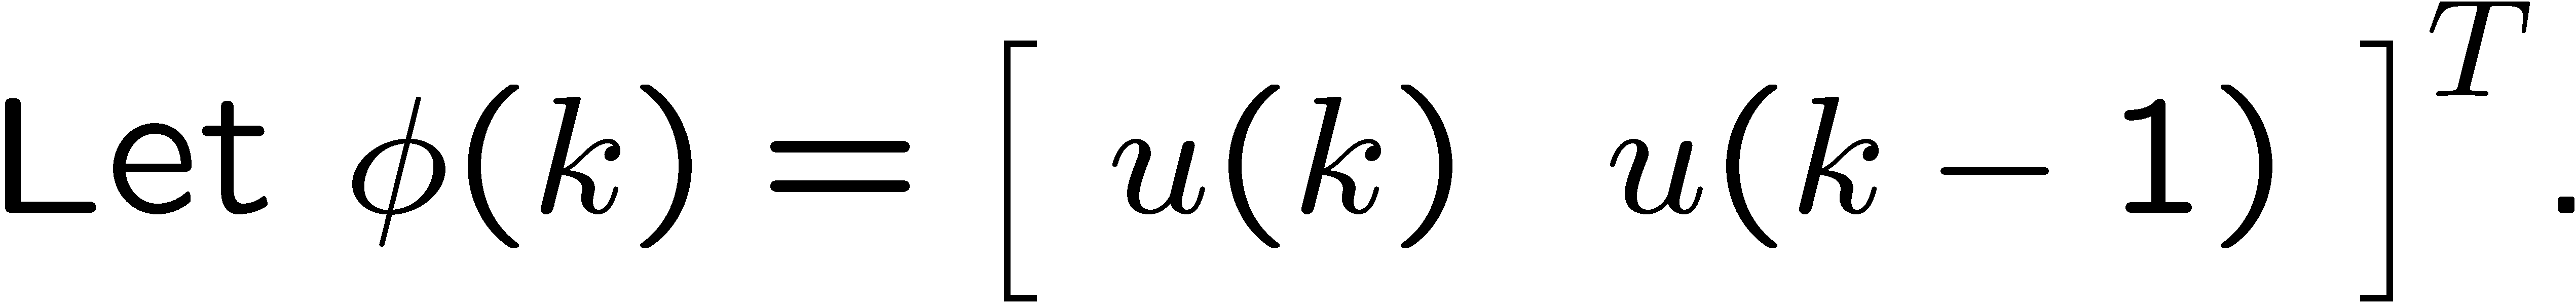 Let ϕ(k) = [ u(k) u(k − 1) ]ᵀ.